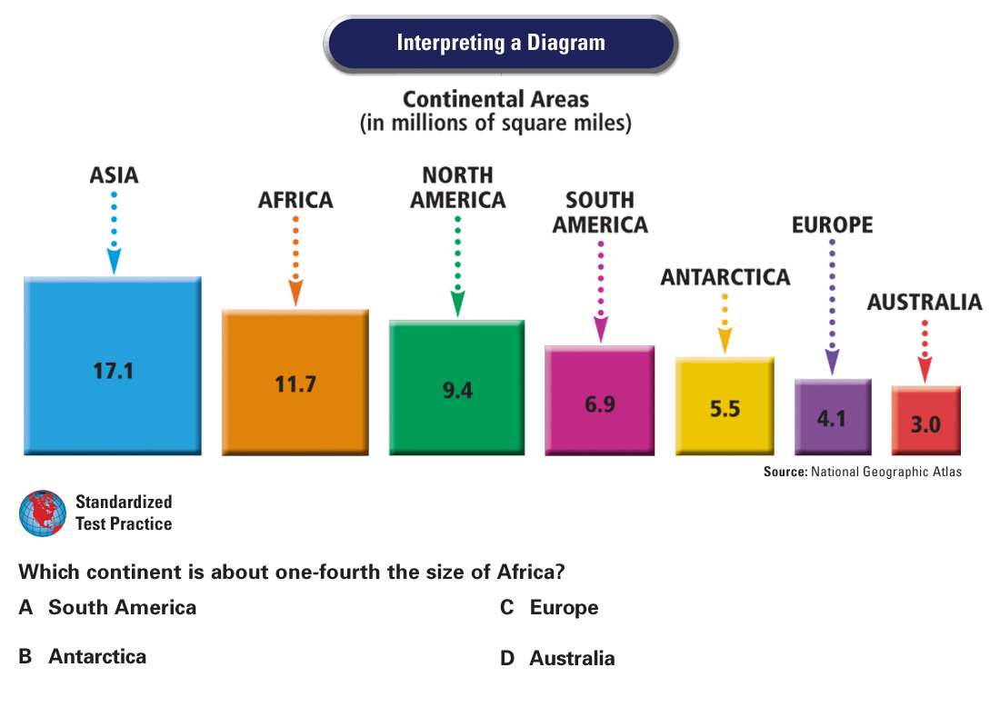 Interpreting a Diagram
Continental Areas
(in millions of square miles)
ASIA
AFRICA
NORTH
AMERICA
SOUTH
AMERICA
ANTARCTICA
EUROPE
AUSTRALIA
17.1
11.7
9.4
6.9
5.5
4.1
3.0
Source: National Geographic Atlas
Standardized
Test Practice
Which continent is about one-fourth the size of Africa?
A South America
B Antarctica
C Europe
D Australia